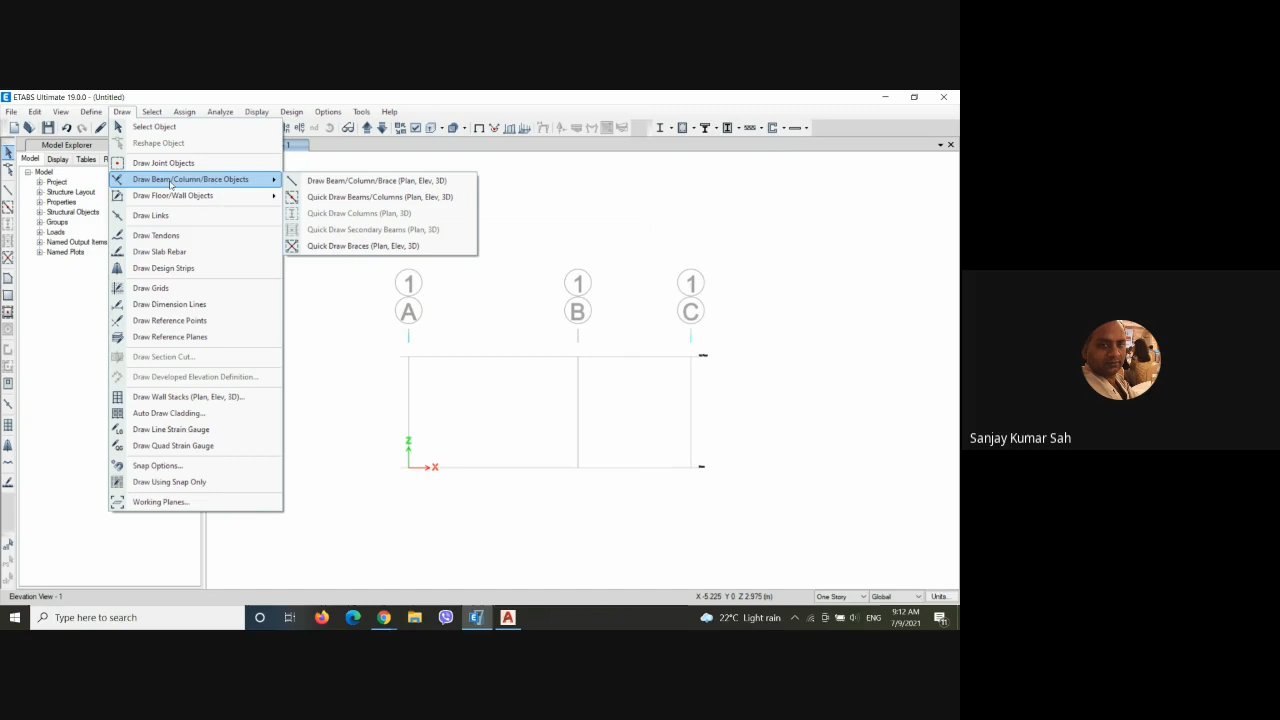 ETABS Ultimate 19.0.0 - (Untitled)
File Edit View Define Draw Select Assign Analyze Display Design Options Tools Help
Model Explorer
Model Display Tables R
1
Model
Project
Structure Layout
Properties
Structural Objects
Groups
Loads
Named Output Items
Named Plots
Select Object
Reshape Object
Draw Joint Objects
Draw Beam/Column/Brace Objects
Draw Floor/Wall Objects
Draw Links
Draw Tendons
Draw Slab Rebar
Draw Design Strips
Draw Grids
Draw Dimension Lines
Draw Reference Points
Draw Reference Planes
Draw Section Cut...
Draw Developed Elevation Definition...
Draw Wall Stacks (Plan, Elev, 3D)...
Auto Draw Cladding...
Draw Line Strain Gauge
Draw Quad Strain Gauge
Snap Options...
Draw Using Snap Only
Working Planes...
Draw Beam/Column/Brace (Plan, Elev, 3D)
Quick Draw Beams/Columns (Plan, Elev, 3D)
Quick Draw Columns (Plan, 3D)
Quick Draw Secondary Beams (Plan, 3D)
Quick Draw Braces (Plan, Elev, 3D)
1 1 1
A B C
Z
X
Sanjay Kumar Sah
Elevation View - 1
X -5.225 Y 0 Z 2.975 (m)
One Story
Global
Units...
Type here to search
22°C Light rain
ENG
9:12 AM
7/9/2021